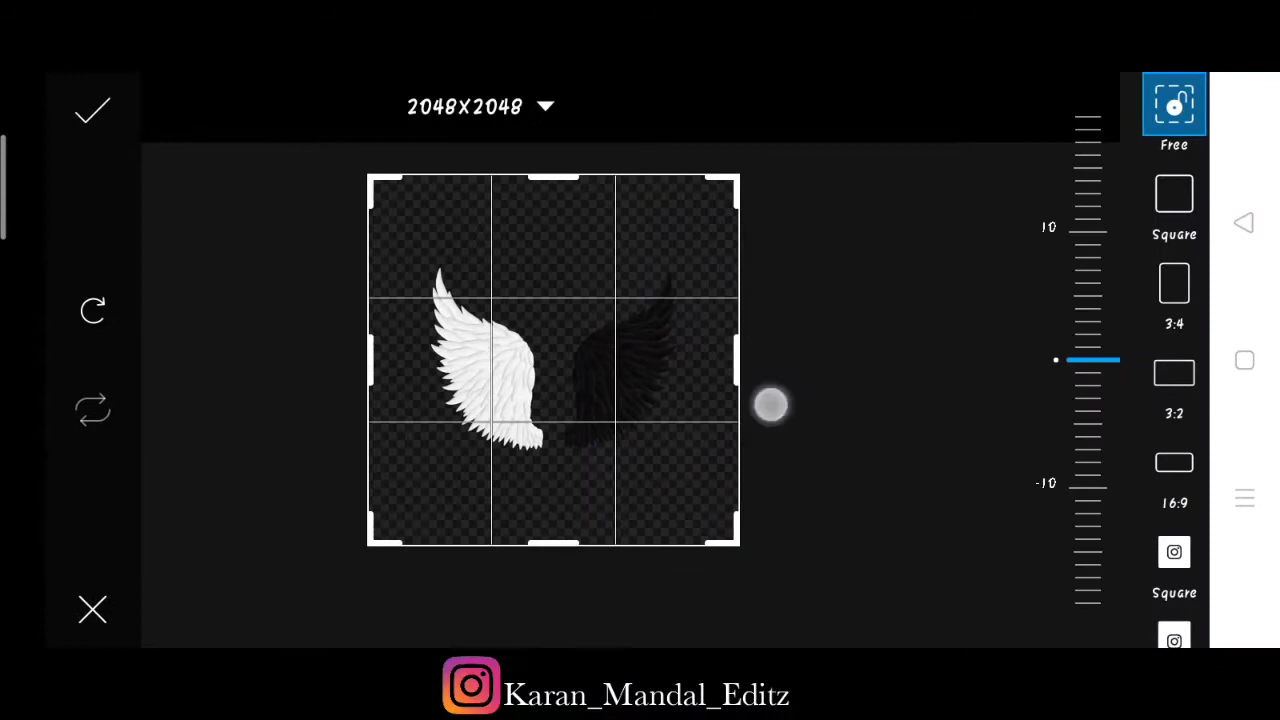 2048X2048
Free
10
Square
3:4
3:2
-10
16:9
Square
Karan_Mandal_Editz